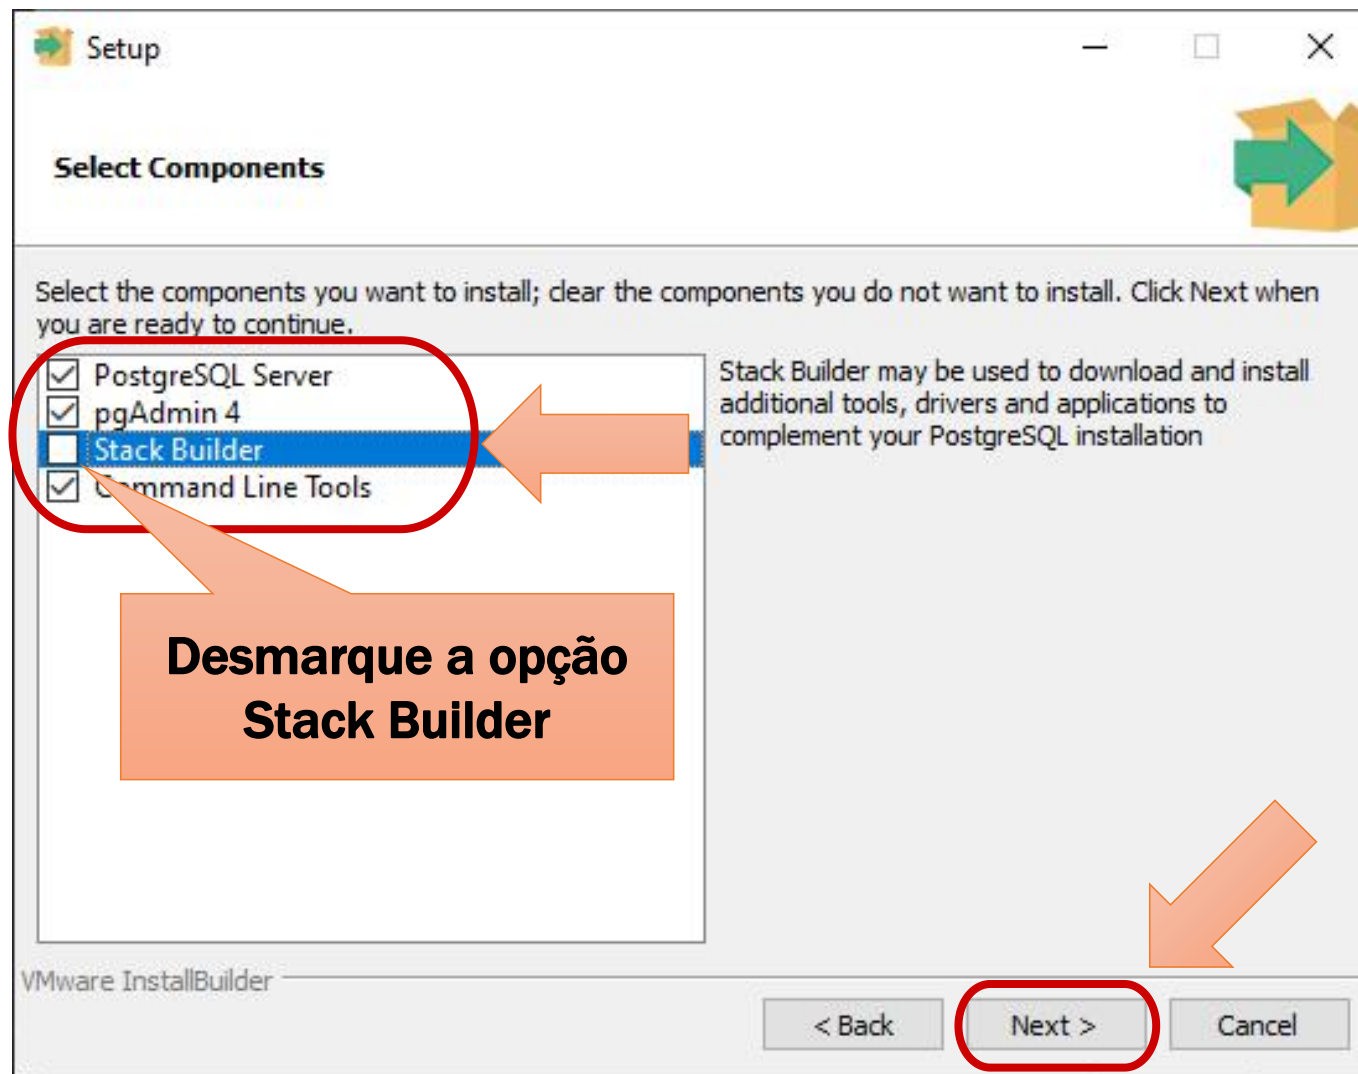 Setup
Select Components
Select the components you want to install; clear the components you do not want to install. Click Next when
you are ready to continue.
PostgreSQL Server
pgAdmin 4
Stack Builder
Command Line Tools
Stack Builder may be used to download and install
additional tools, drivers and applications to
complement your PostgreSQL installation
Desmarque a opção
Stack Builder
VMware InstallBuilder
< Back
Next >
Cancel